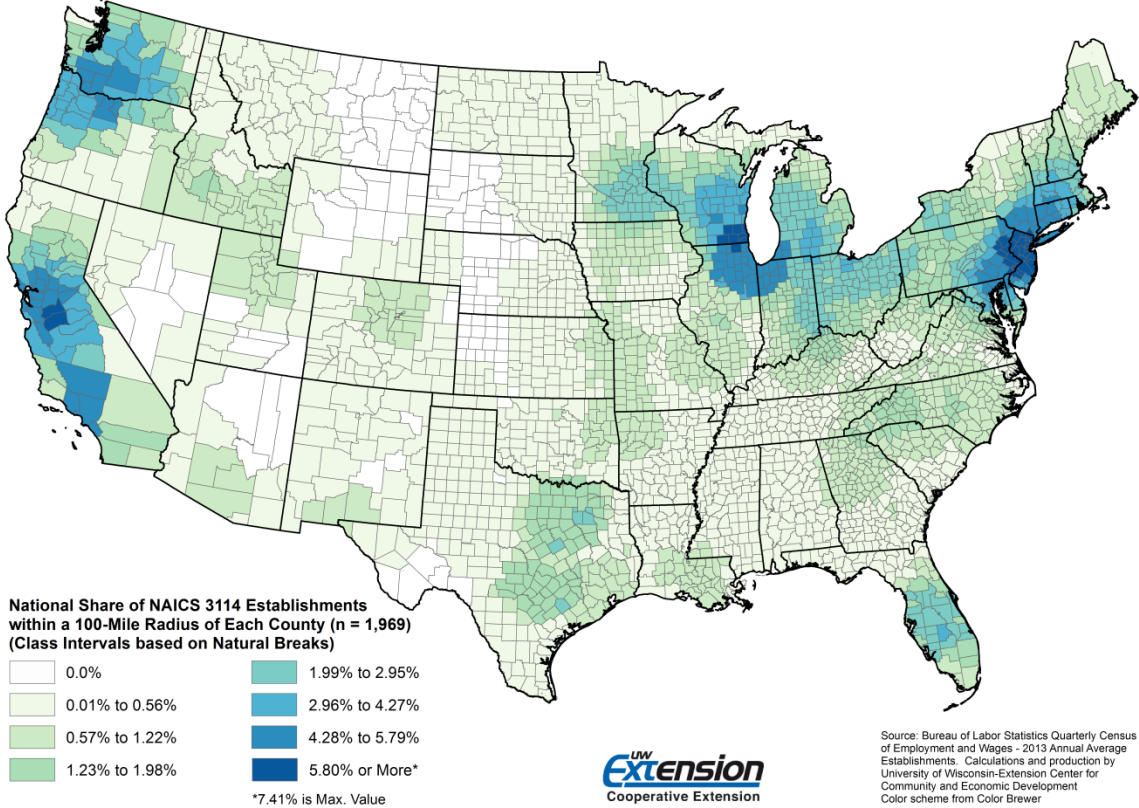 National Share of NAICS 3114 Establishments
within a 100-Mile Radius of Each County (n = 1,969)
(Class Intervals based on Natural Breaks)
0.0%
0.01% to 0.56%
0.57% to 1.22%
1.23% to 1.98%
1.99% to 2.95%
2.96% to 4.27%
4.28% to 5.79%
5.80% or More*
*7.41% is Max. Value
UW
Extension
Cooperative Extension
Source: Bureau of Labor Statistics Quarterly Census
of Employment and Wages - 2013 Annual Average
Establishments. Calculations and production by
University of Wisconsin-Extension Center for
Community and Economic Development
Color scheme from Color Brewer